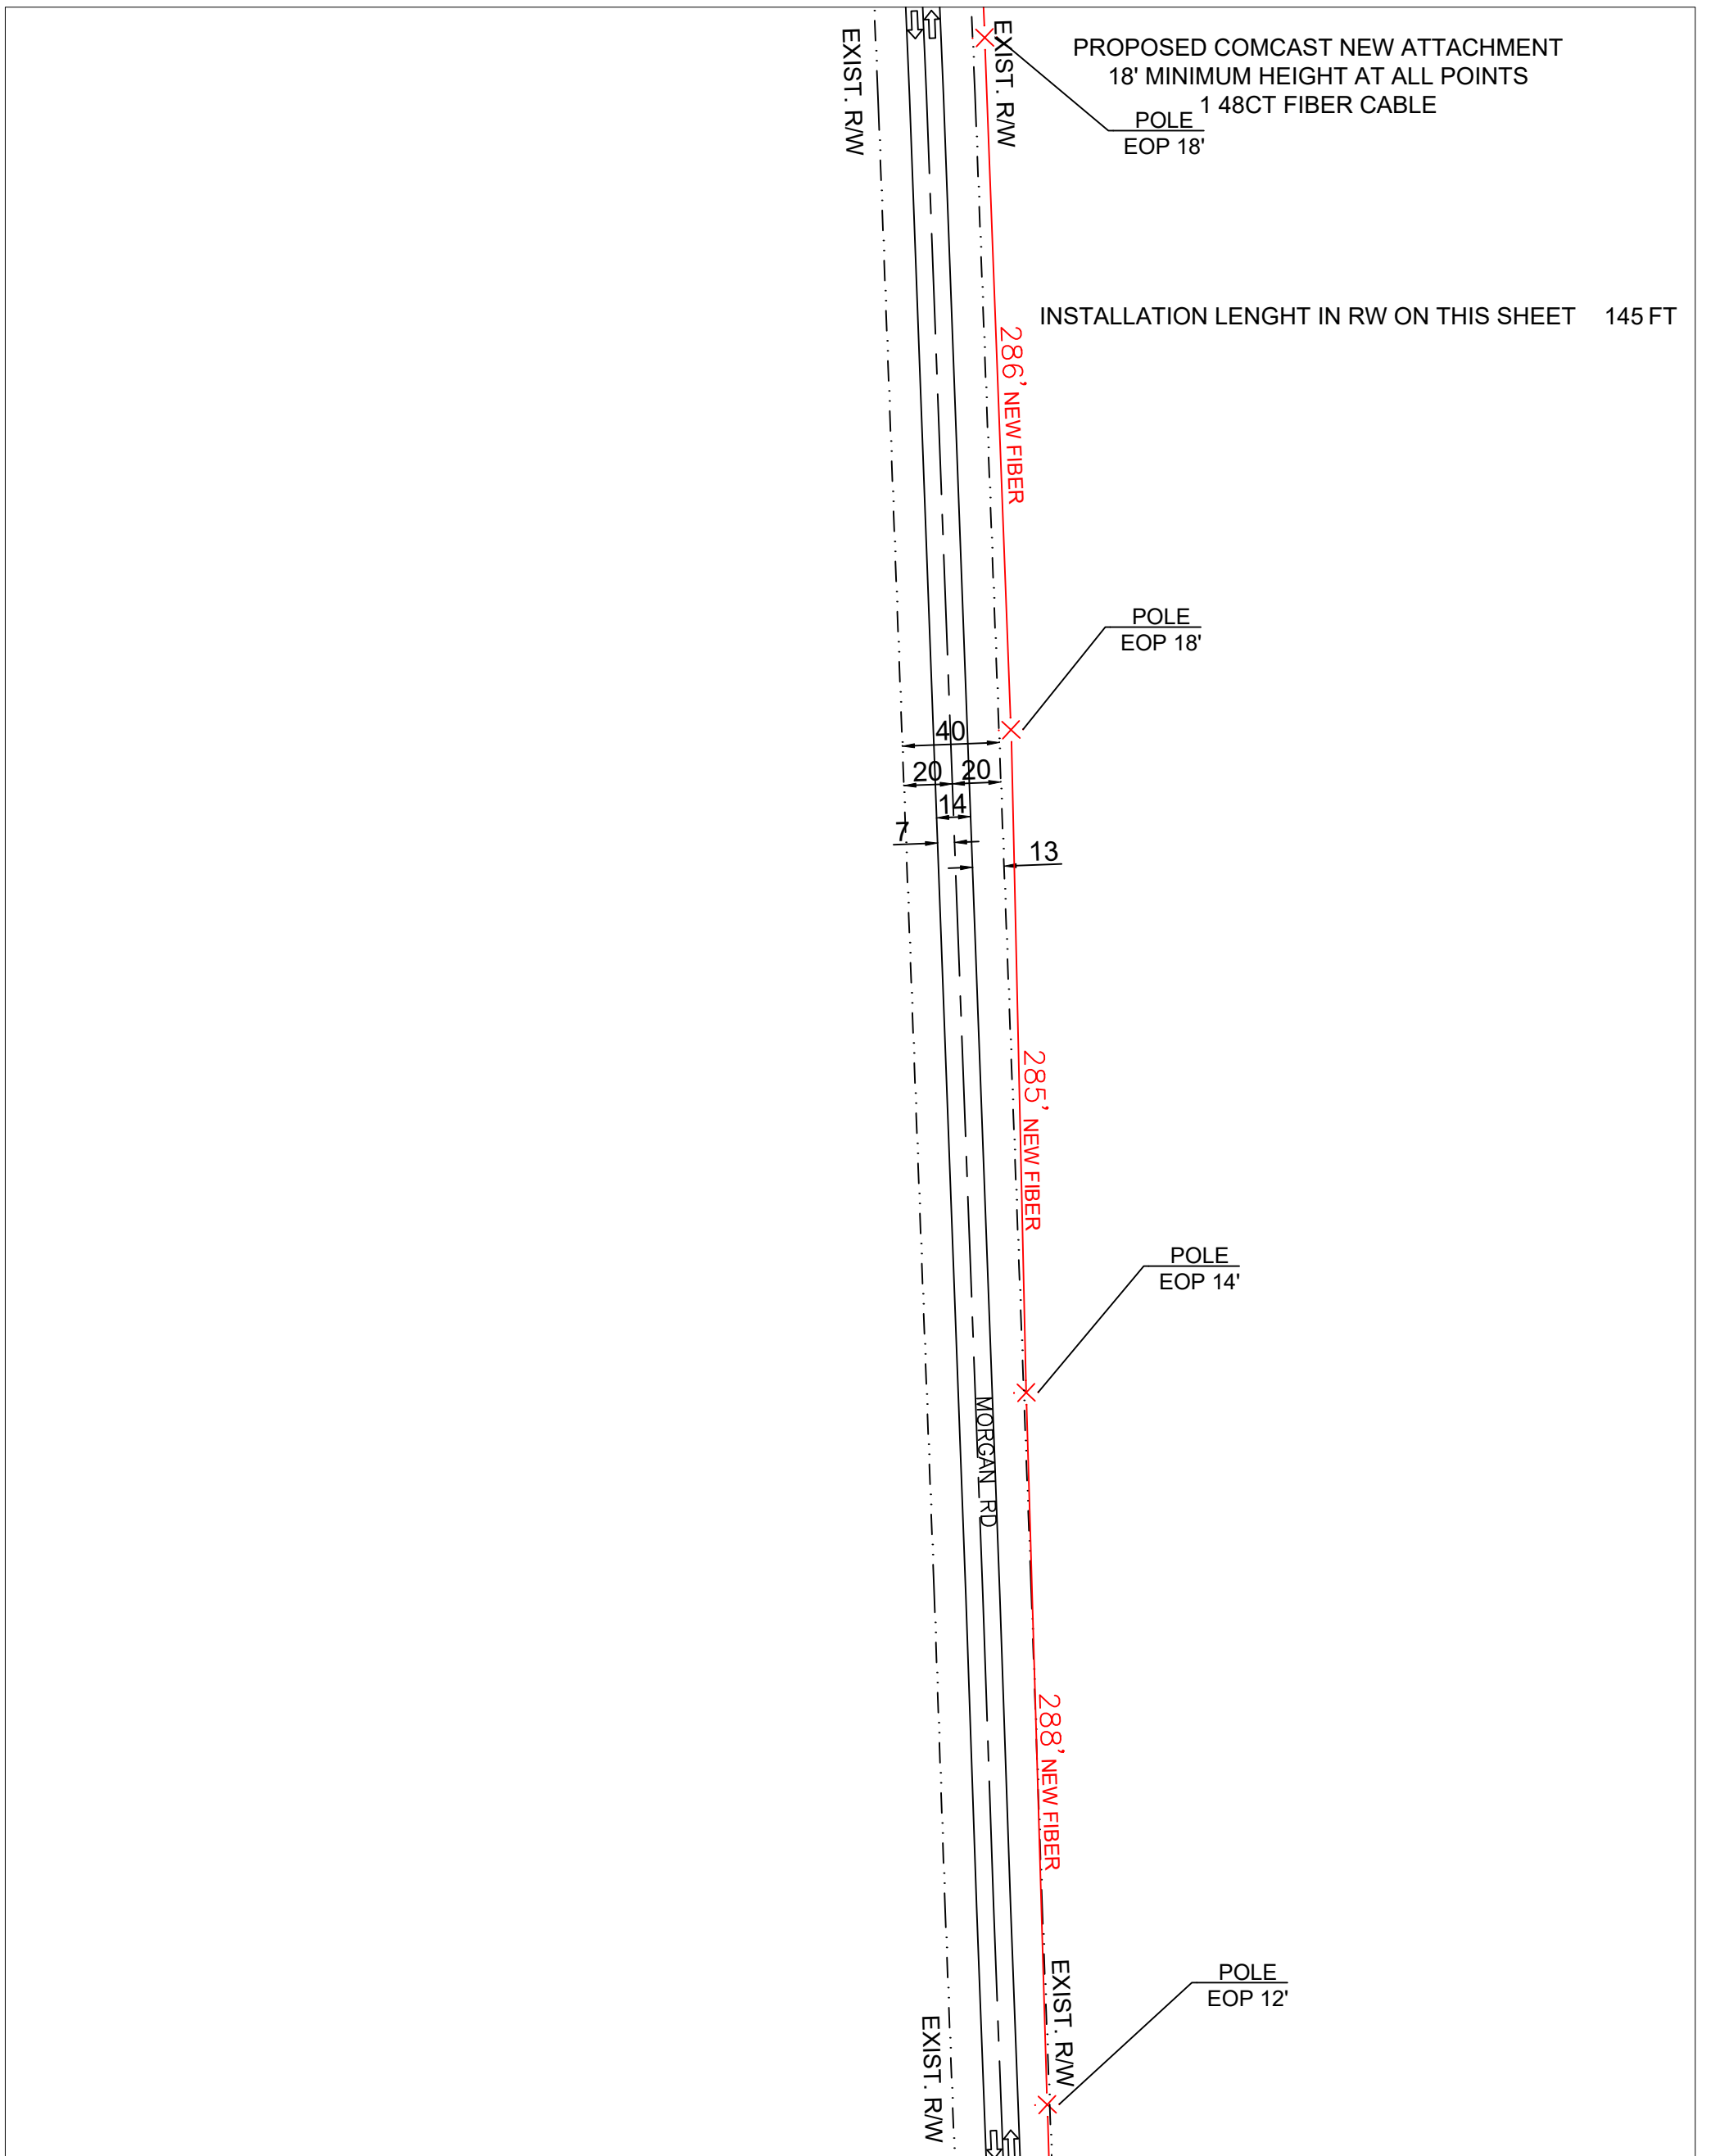 EXIST. R/W
EXIST. R/W
PROPOSED COMCAST NEW ATTACHMENT
18' MINIMUM HEIGHT AT ALL POINTS
1 48CT FIBER CABLE
POLE
EOP 18'
INSTALLATION LENGHT IN RW ON THIS SHEET 145 FT
286' NEW FIBER
POLE
EOP 18'
40
20 20
14
7
13
285' NEW FIBER
POLE
EOP 14'
MORGAN RD
288' NEW FIBER
POLE
EOP 12'
EXIST. R/W
EXIST. R/W